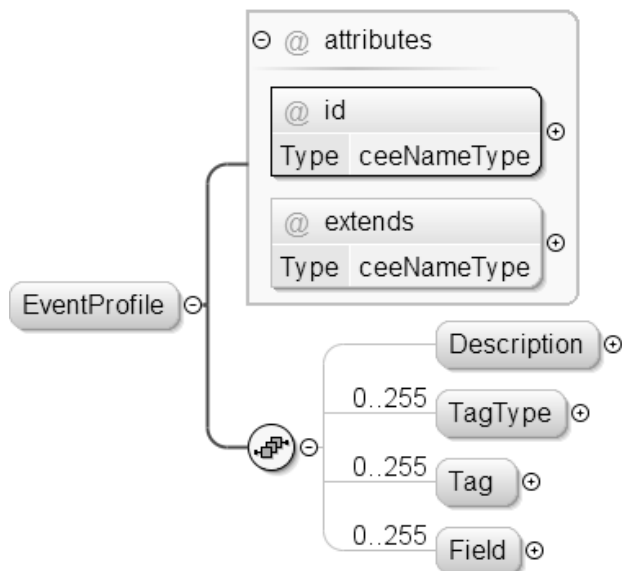 @ attributes
@ id
Type ceeNameType
@ extends
Type ceeNameType
EventProfile
Description
0..255 TagType
0..255 Tag
0..255 Field